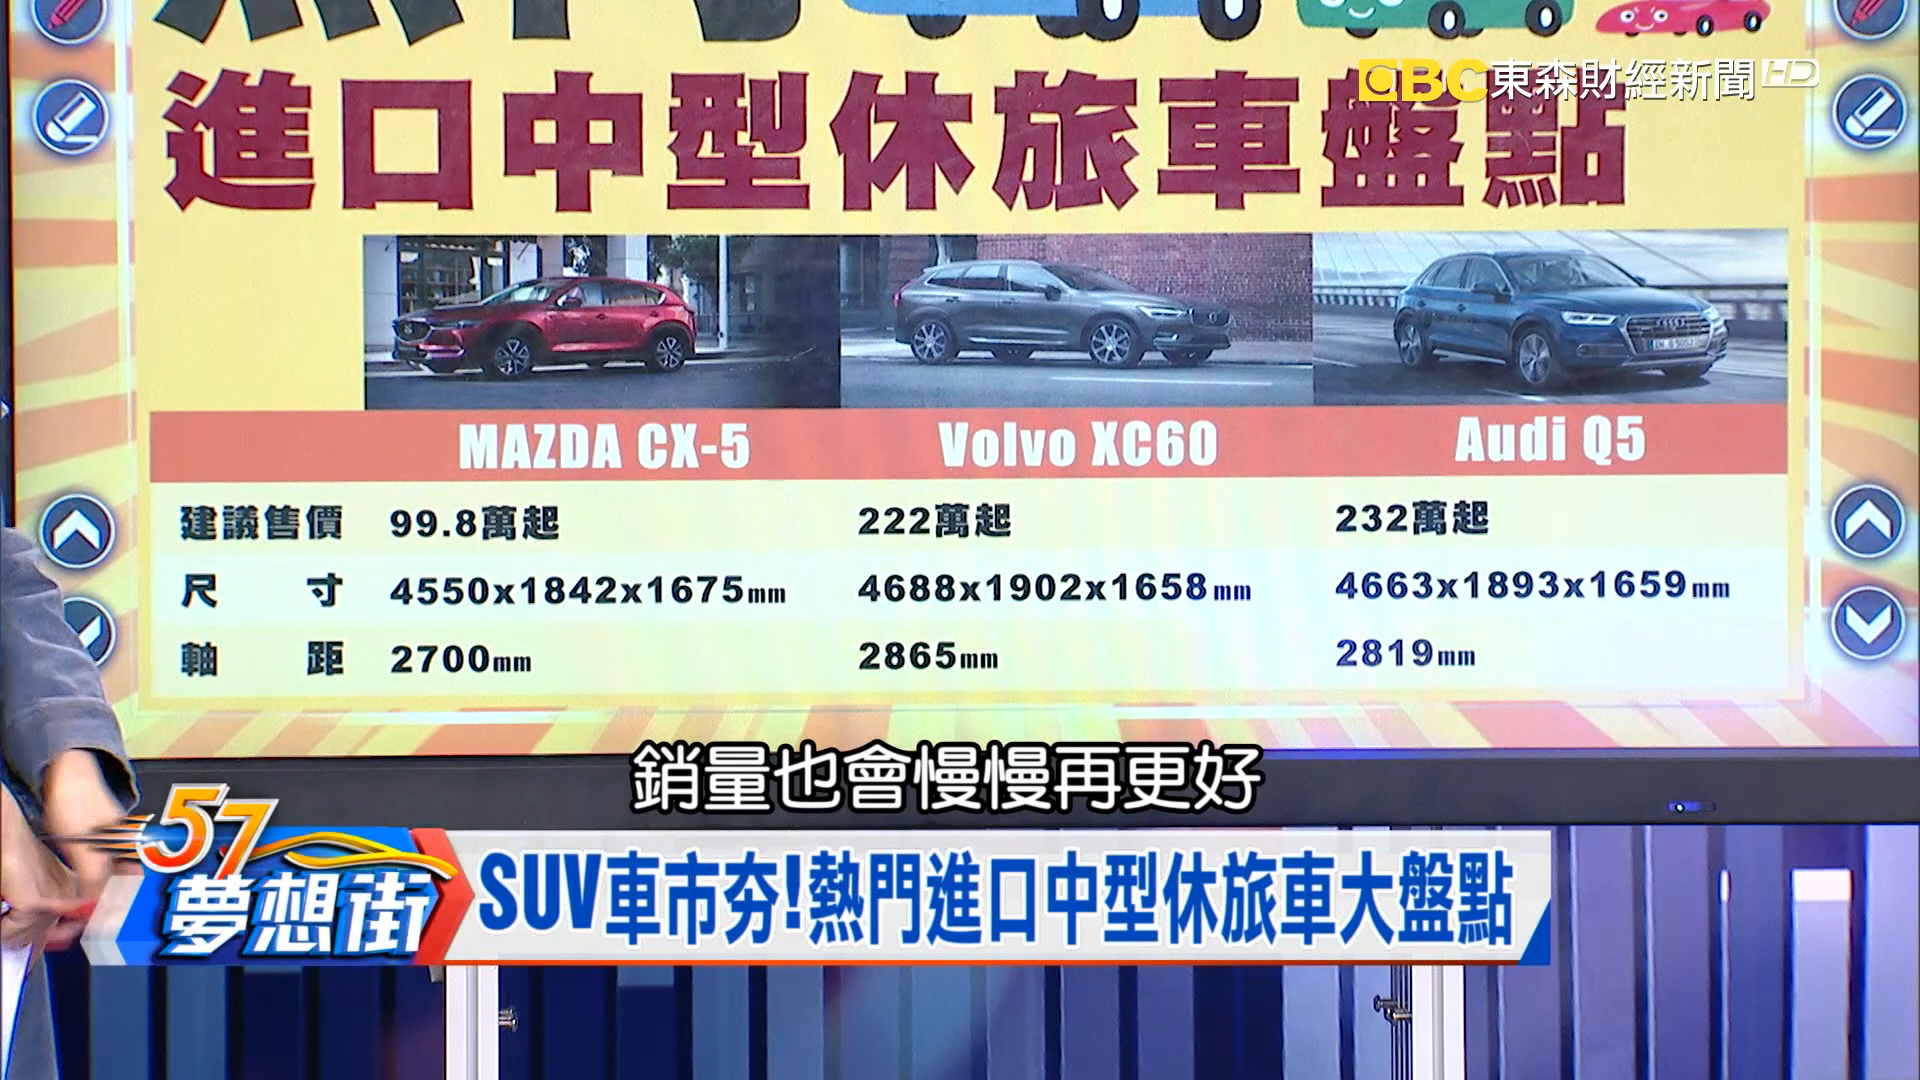 EBC東森財經新聞HD
進口中型休旅車盤點
MAZDA CX-5 Volvo XC60 Audi Q5
建議售價 99.8萬起 222萬起 232萬起
尺寸 4550x1842x1675mm 4688x1902x1658mm 4663x1893x1659mm
軸距 2700mm 2865mm 2819mm
銷量也會慢慢再更好
57夢想街
SUV車市夯!熱門進口中型休旅車大盤點